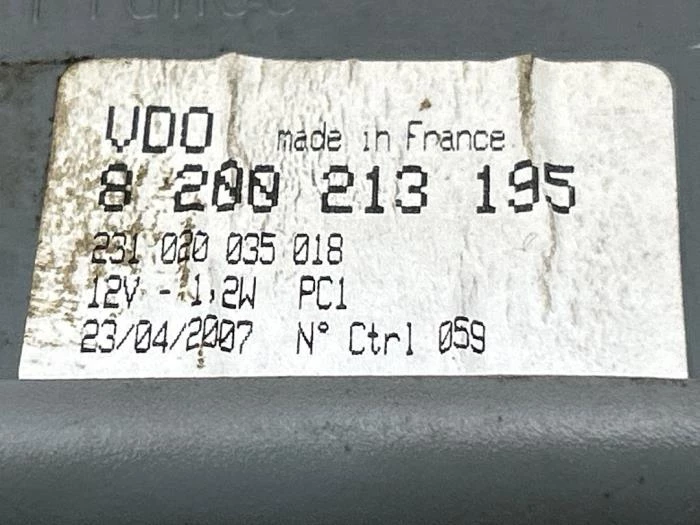 VDO made in France
8 200 213 195
231 020 035 018
12V - 1,2W PC1
23/04/2007 N° Ctrl 059